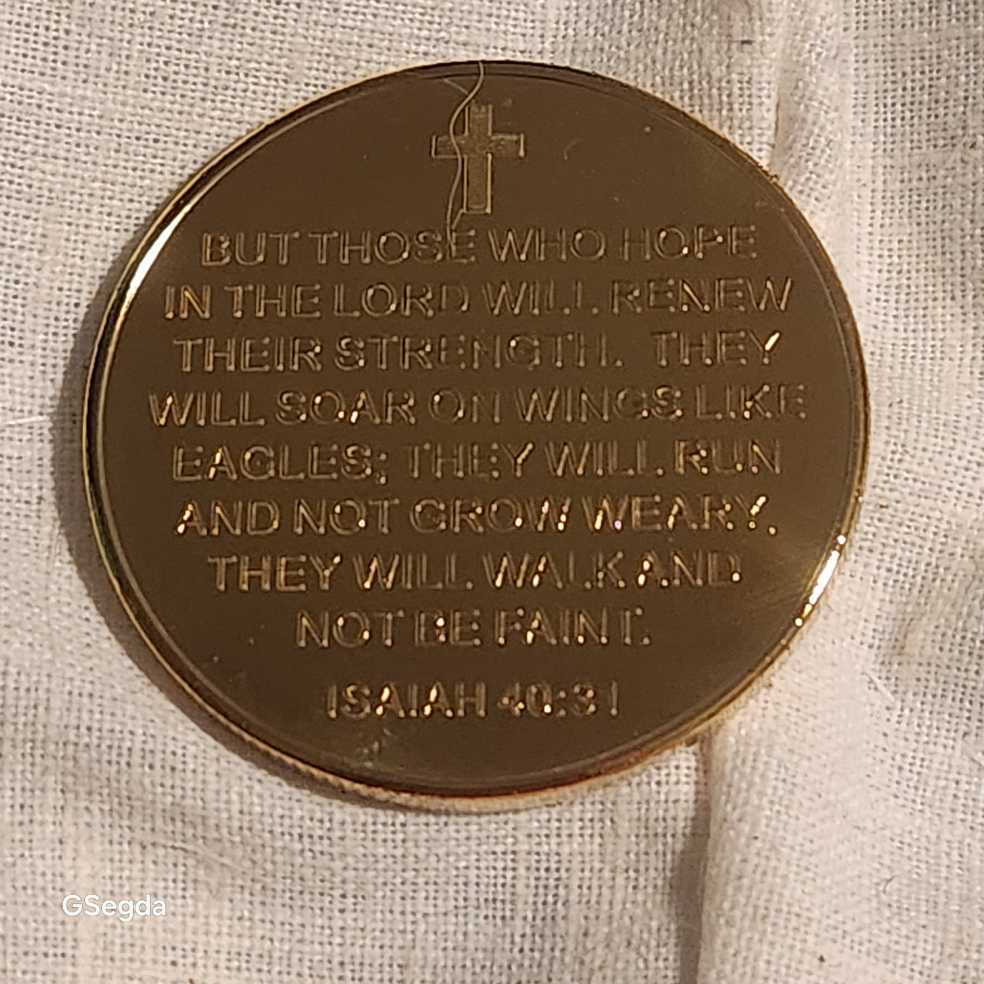 BUT THOSE WHO HOPE
IN THE LORD WILL RENEW
THEIR STRENGTH. THEY
WILL SOAR ON WINGS LIKE
EAGLES; THEY WILL RUN
AND NOT GROW WEARY,
THEY WILL WALK AND
NOT BE FAINT.
ISAIAH 40:31
GSegda